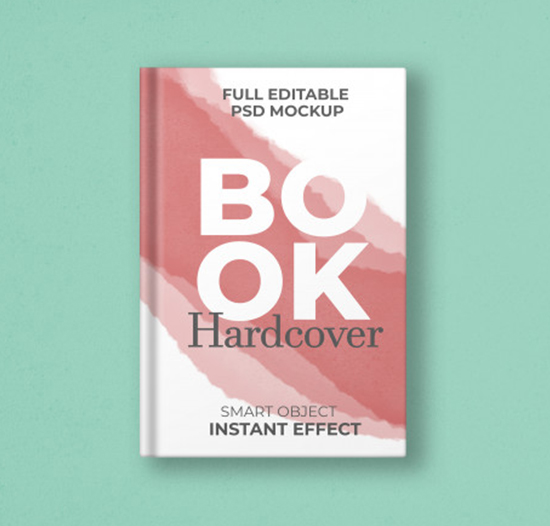 FULL EDITABLE
PSD MOCKUP
BO
OK
Hardcover
SMART OBJECT
INSTANT EFFECT